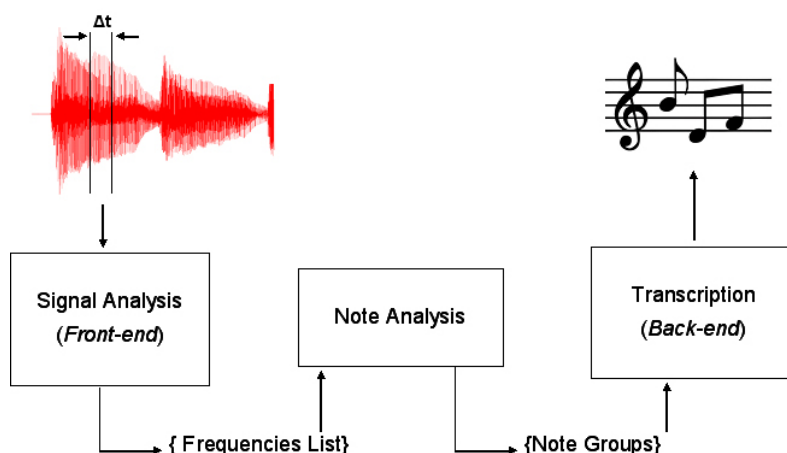 Δt
Signal Analysis
(Front-end)
Note Analysis
Transcription
(Back-end)
{ Frequencies List}
{Note Groups}